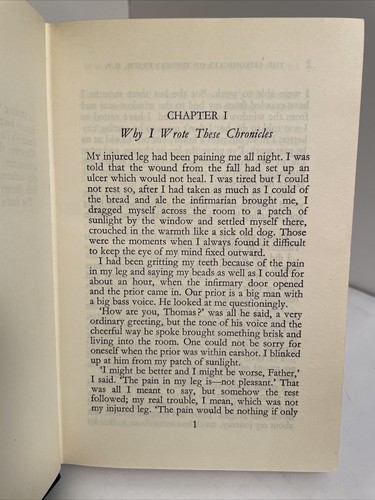 CHAPTER I
Why I Wrote These Chronicles
My injured leg had been paining me all night. I was
told that the wound from the fall had set up an
ulcer which would not heal. I was tired but I could
not rest so, after I had taken as much as I could of
the bread and ale the infirmarian brought me, I
dragged myself across the room to a patch of
sunlight by the window and settled myself there,
crouched in the warmth like a sick old dog. Those
were the moments when I always found it difficult
to keep the eye of my mind fixed outward.
I had been gritting my teeth because of the pain
in my leg and saying my beads as well as I could for
about an hour, when the infirmary door opened
and the prior came in. Our prior is a big man with
a big bass voice. He looked at me questioningly.
'How are you, Thomas?' was all he said, a very
ordinary greeting, but the tone of his voice and the
cheerful way he spoke brought something brisk and
living into the room. One could not be sorry for
oneself when the prior was within earshot. I blinked
up at him from my patch of sunlight.
'I might be better and I might be worse, Father,'
I said. 'The pain in my leg is—not pleasant.' That
was all I meant to say, but somehow the rest
followed; my real trouble, I mean, which was not
my injured leg. 'The pain would be nothing if only
1